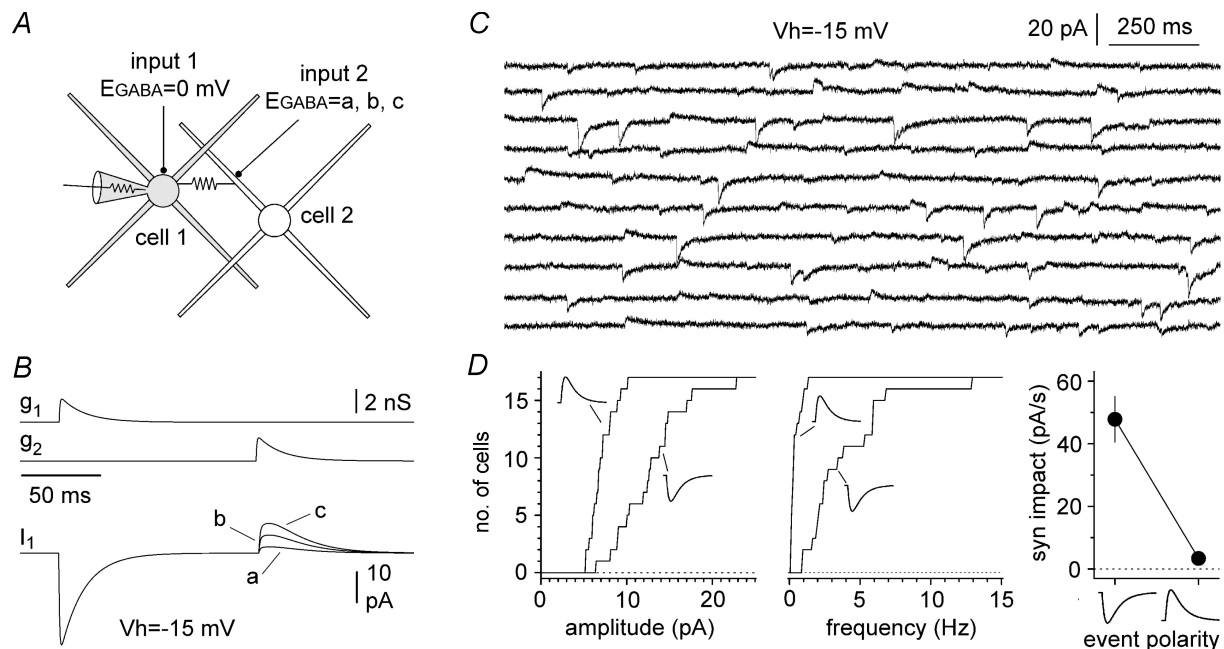 A
input 1
EGABA=0 mV
input 2
EGABA=a, b, c
cell 1
cell 2
B
g1
2 nS
g2
50 ms
I1
b
c
a
10
pA
Vh=-15 mV
C
Vh=-15 mV
20 pA
250 ms
D
no. of cells
15
10
5
0
0
10
20
amplitude (pA)
0
5
10
15
frequency (Hz)
syn impact (pA/s)
60
40
20
0
event polarity